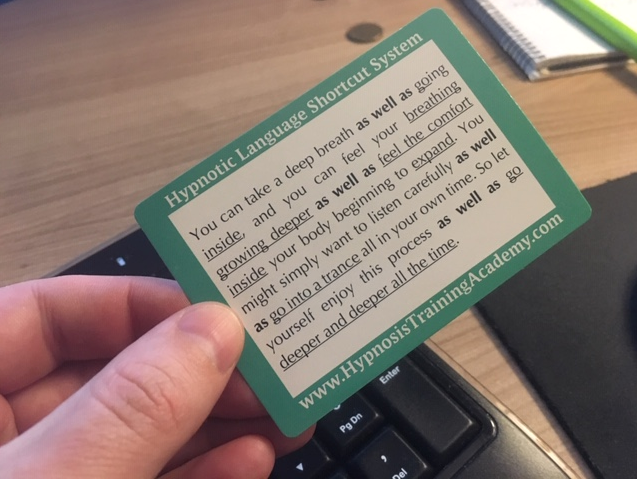 Hypnotic Language Shortcut System
You can take a deep breath as well as going
inside, and you can feel your breathing
growing deeper as well as feel the comfort
inside your body beginning to expand. You
might simply want to listen carefully as well
as go into a trance all in your own time. So let
yourself enjoy this process as well as go
deeper and deeper all the time.
www.HypnosisTrainingAcademy.com
Enter
Pg Dn
,
Del